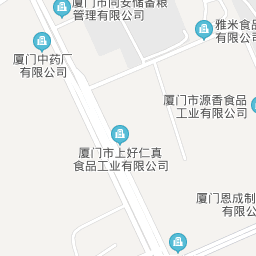 厦门市同安储备粮
管理有限公司
雅米食品
有限公司
厦门中药厂
有限公司
厦门市源香食品
工业有限公司
厦门市上好仁真
食品工业有限公司
厦门恩成制
有限公